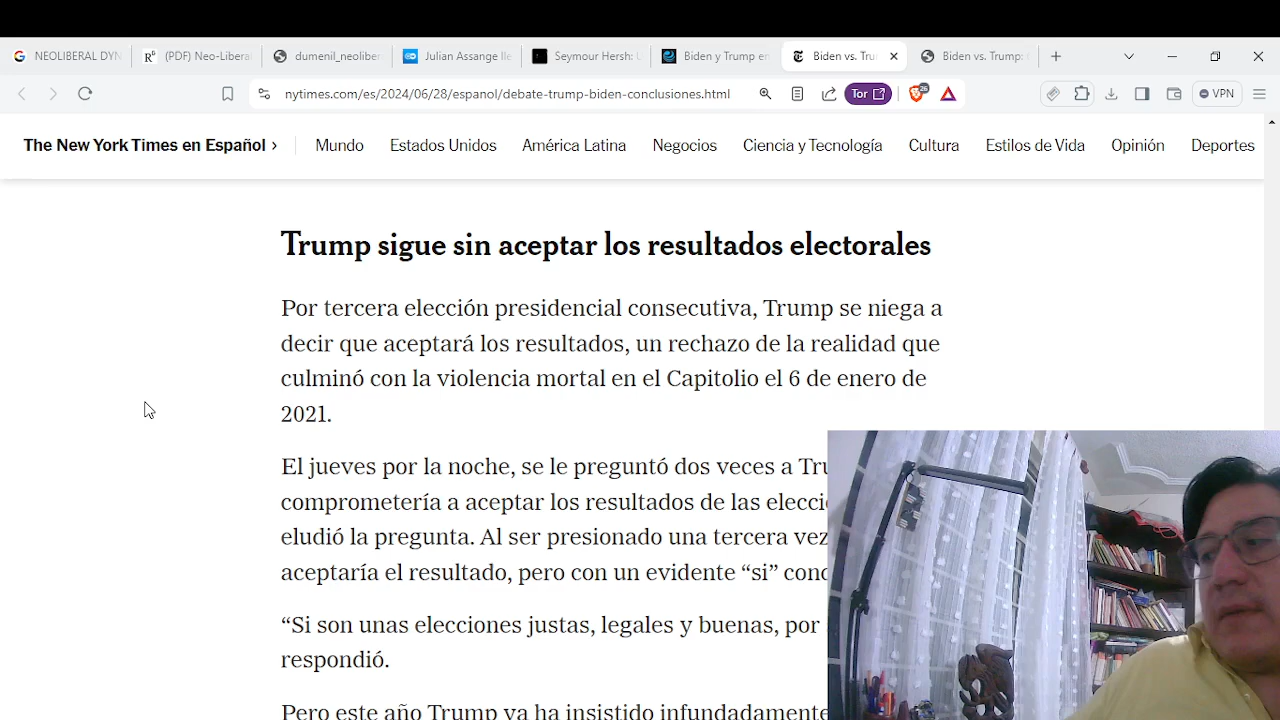 NEOLIBERAL DYN
(PDF) Neo-Libera
dumenil_neoliber
Julian Assange lle
Seymour Hersh: U
Biden y Trump en
Biden vs. Tru
Biden vs. Trump:
nytimes.com/es/2024/06/28/espanol/debate-trump-biden-conclusiones.html
Tor
26
VPN
The New York Times en Español
Mundo
Estados Unidos
América Latina
Negocios
Ciencia y Tecnología
Cultura
Estilos de Vida
Opinión
Deportes
Trump sigue sin aceptar los resultados electorales
Por tercera elección presidencial consecutiva, Trump se niega a
decir que aceptará los resultados, un rechazo de la realidad que
culminó con la violencia mortal en el Capitolio el 6 de enero de
2021.
El jueves por la noche, se le preguntó dos veces a Tru
comprometería a aceptar los resultados de las elecci
eludió la pregunta. Al ser presionado una tercera vez
aceptaría el resultado, pero con un evidente “si” conc
“Si son unas elecciones justas, legales y buenas, por
respondió.
Pero este año Trump ya ha insistido infundadamente